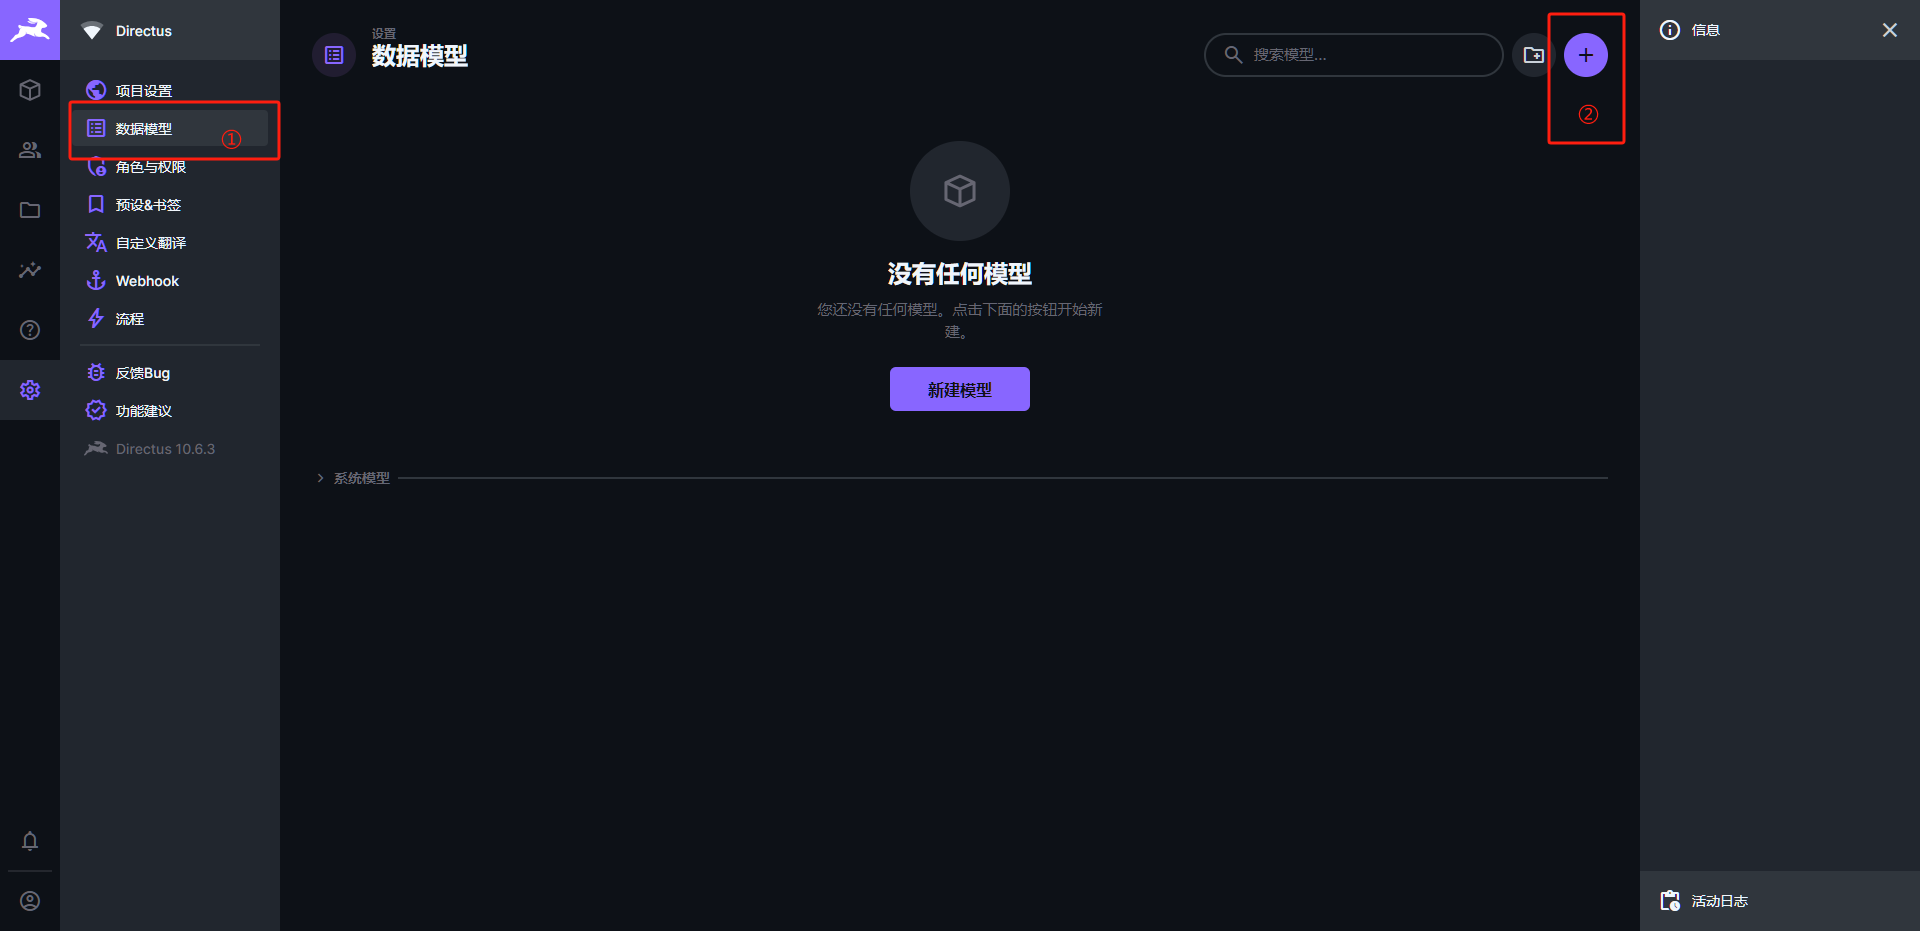 Directus
项目设置
数据模型
①
角色与权限
预设&书签
自定义翻译
Webhook
流程
反馈Bug
功能建议
Directus 10.6.3
设置
数据模型
搜索模型...
②
没有任何模型
您还没有任何模型。点击下面的按钮开始新
建。
新建模型
系统模型
信息
活动日志